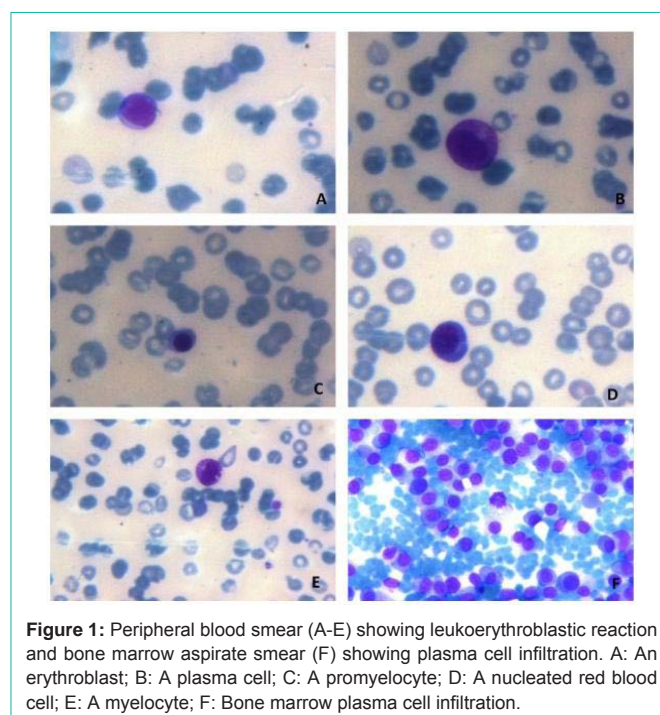 A
B
C
D
E
F
Figure 1: Peripheral blood smear (A-E) showing leukoerythroblastic reaction
and bone marrow aspirate smear (F) showing plasma cell infiltration. A: An
erythroblast; B: A plasma cell; C: A promyelocyte; D: A nucleated red blood
cell; E: A myelocyte; F: Bone marrow plasma cell infiltration.